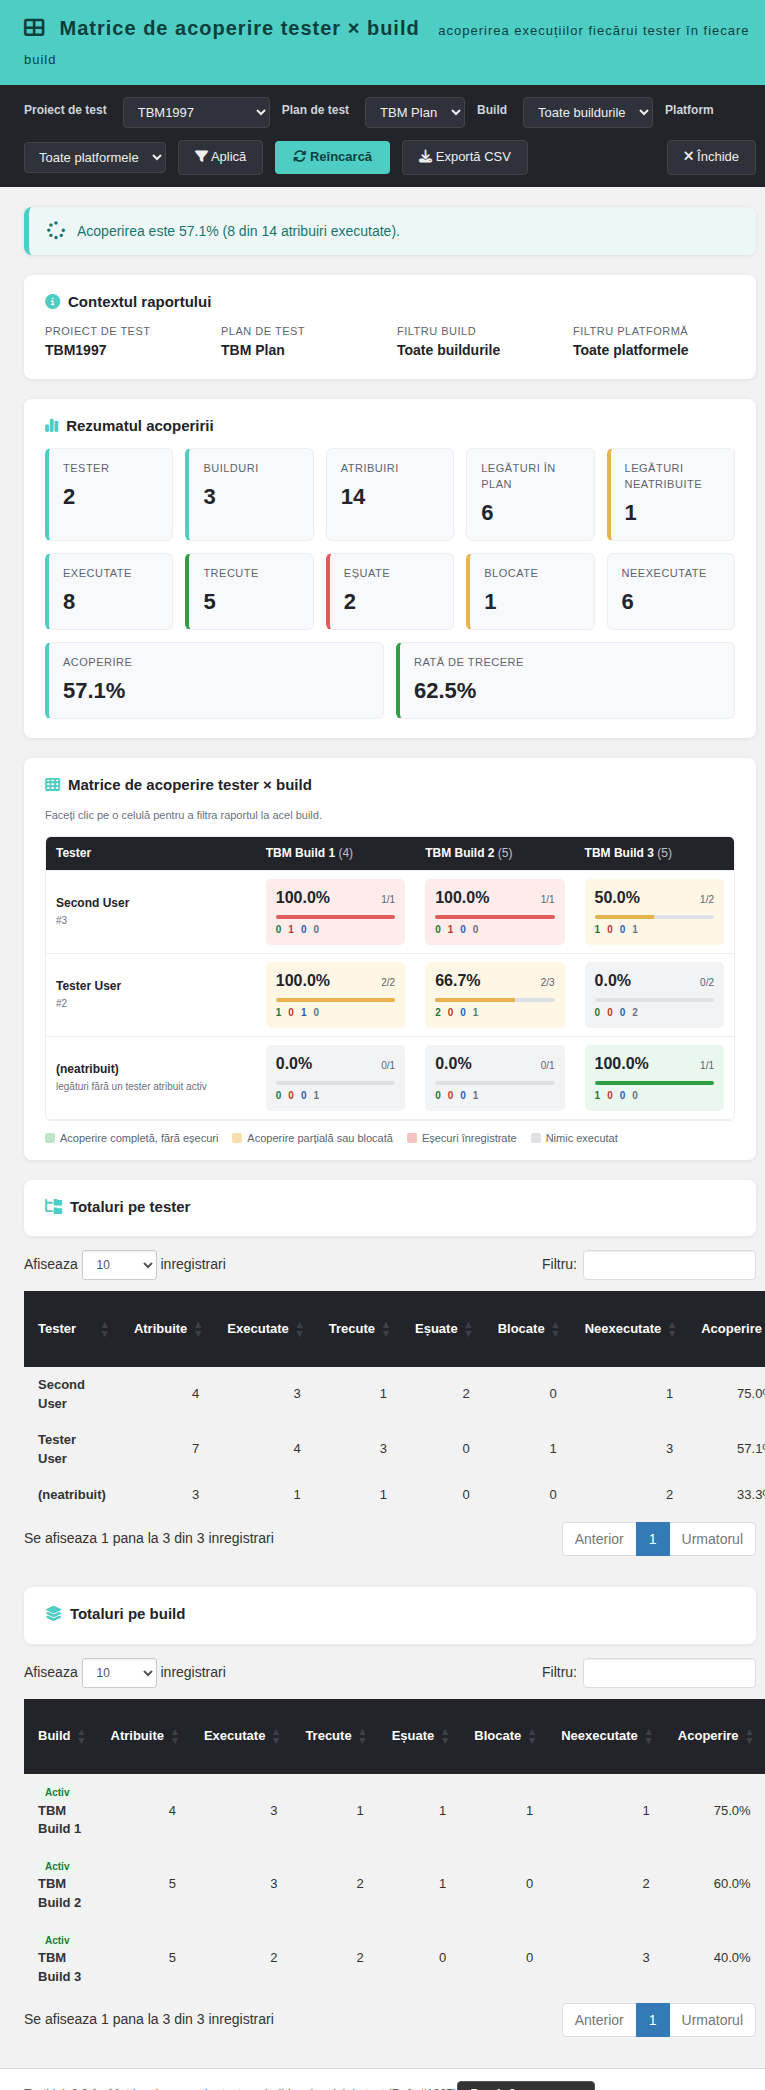 Matrice de acoperire tester × build acoperirea execuțiilor fiecărui tester în fiecare
build
Proiect de test TBM1997 Plan de test TBM Plan Build Toate buildurile Platform
Toate platformele Aplică Reîncarcă Exportă CSV Închide
Acoperirea este 57.1% (8 din 14 atribuiri executate).
Contextul raportului
PROIECT DE TEST PLAN DE TEST FILTRU BUILD FILTRU PLATFORMĂ
TBM1997 TBM Plan Toate buildurile Toate platformele
Rezumatul acoperirii
TESTER BUILDURI ATRIBUIRI LEGĂTURI ÎN PLAN LEGĂTURI NEATRIBUITE
2 3 14 6 1
EXECUTATE TRECUTE EȘUATE BLOCATE NEEXECUTATE
8 5 2 1 6
ACOPERIRE RATĂ DE TRECERE
57.1% 62.5%
Matrice de acoperire tester × build
Faceți clic pe o celulă pentru a filtra raportul la acel build.
Tester TBM Build 1 (4) TBM Build 2 (5) TBM Build 3 (5)
Second User 100.0% 1/1 100.0% 1/1 50.0% 1/2
#3 0 1 0 0 0 1 0 0 1 0 0 1
Tester User 100.0% 2/2 66.7% 2/3 0.0% 0/2
#2 1 0 1 0 2 0 0 1 0 0 0 2
(neatribuit) 0.0% 0/1 0.0% 0/1 100.0% 1/1
legături fără un tester atribuit activ 0 0 0 1 0 0 0 1 1 0 0 0
Acoperire completă, fără eșecuri Acoperire parțială sau blocată Eșecuri înregistrate Nimic executat
Totaluri pe tester
Afiseaza 10 inregistrari Filtru:
Tester Atribuite Executate Trecute Eșuate Blocate Neexecutate Acoperire
Second User 4 3 1 2 0 1 75.0%
Tester User 7 4 3 0 1 3 57.1%
(neatribuit) 3 1 1 0 0 2 33.3%
Se afiseaza 1 pana la 3 din 3 inregistrari Anterior 1 Urmatorul
Totaluri pe build
Afiseaza 10 inregistrari Filtru:
Build Atribuite Executate Trecute Eșuate Blocate Neexecutate Acoperire
Activ
TBM Build 1 4 3 1 1 1 1 75.0%
Activ
TBM Build 2 5 3 2 1 0 2 60.0%
Activ
TBM Build 3 5 2 2 0 0 3 40.0%
Se afiseaza 1 pana la 3 din 3 inregistrari Anterior 1 Urmatorul